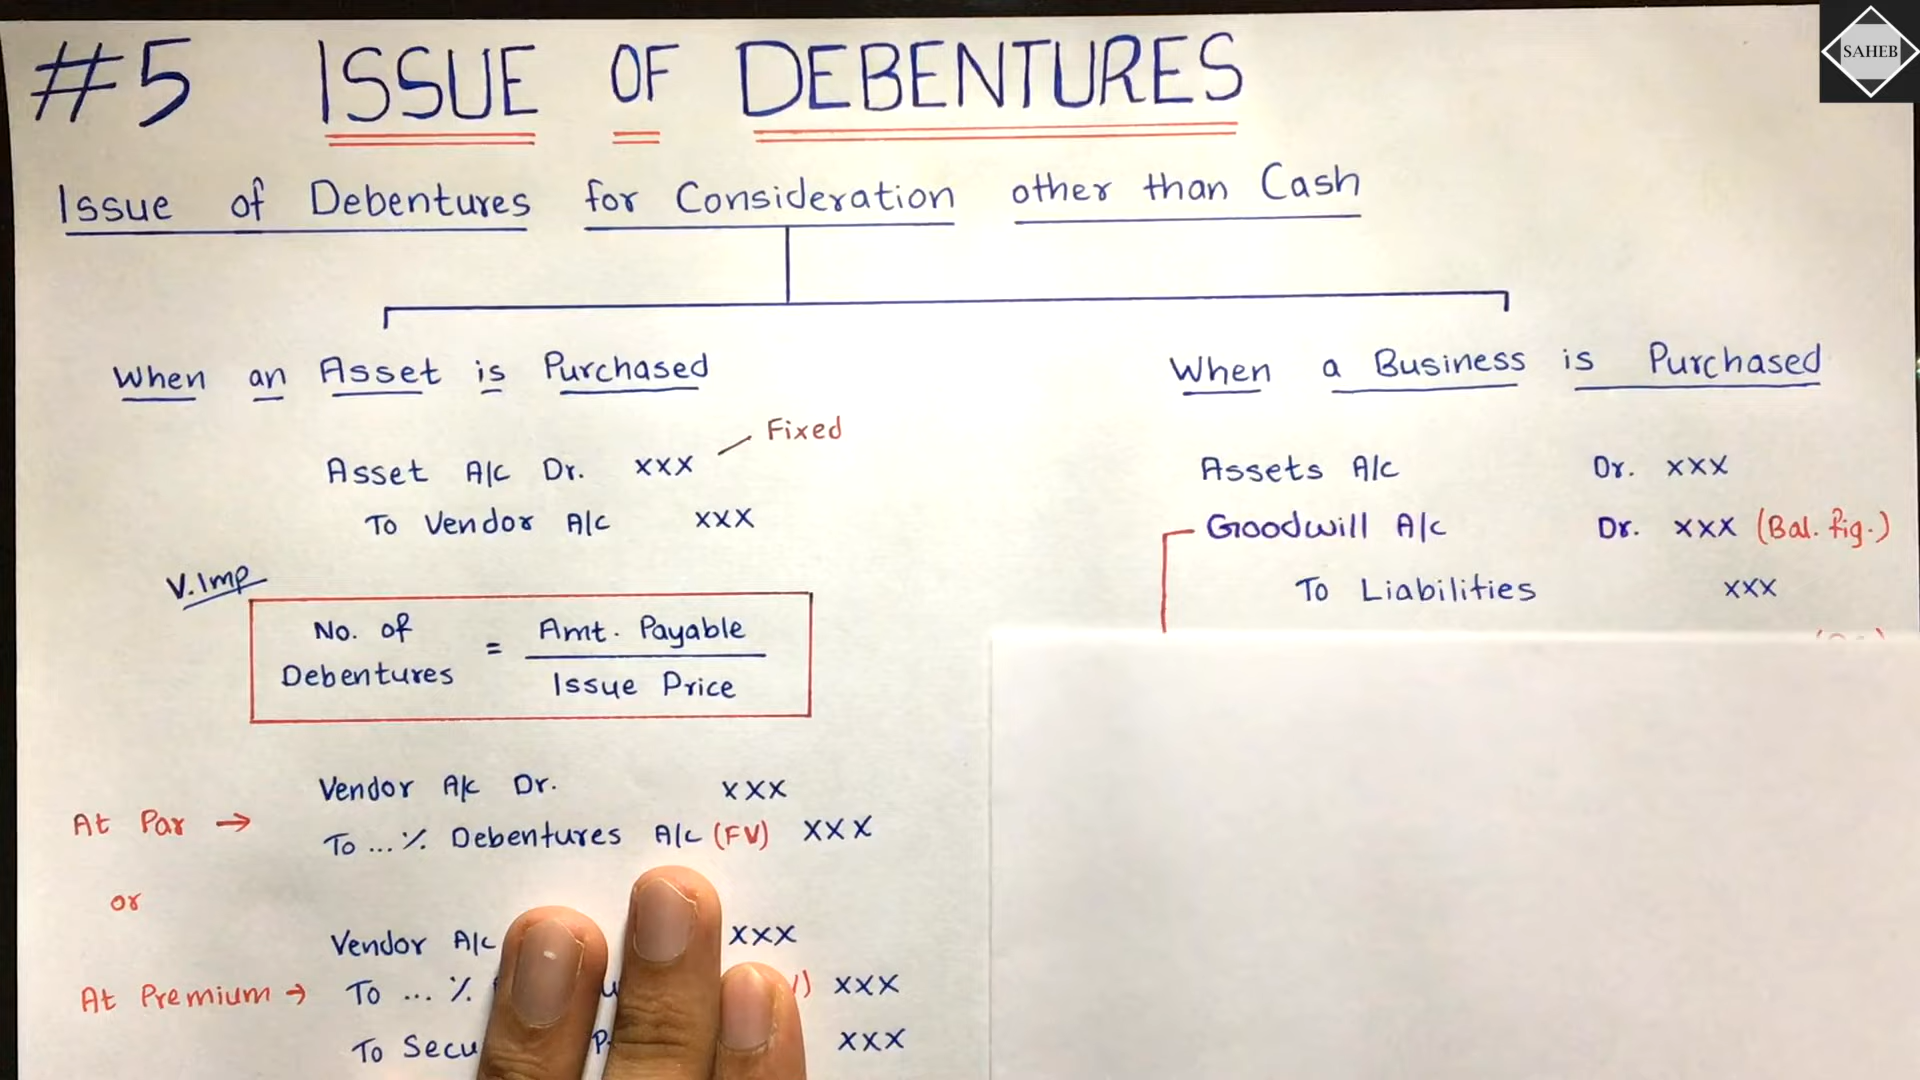 #5 ISSUE OF DEBENTURES
SAHEB
Issue of Debentures for Consideration other than Cash
When an Asset is Purchased
Fixed
Asset A/c Dr. xxx
To Vendor A/c xxx
V.Imp
No. of Debentures = Amt. Payable
Issue Price
At Par →
Vendor A/c Dr. xxx
To ...% Debentures A/c (FV) xxx
or
At Premium →
Vendor A/c xxx
To ...% xxx
To xxx
When a Business is Purchased
Assets A/c Dr. xxx
Goodwill A/c Dr. xxx (Bal. fig.)
To Liabilities xxx